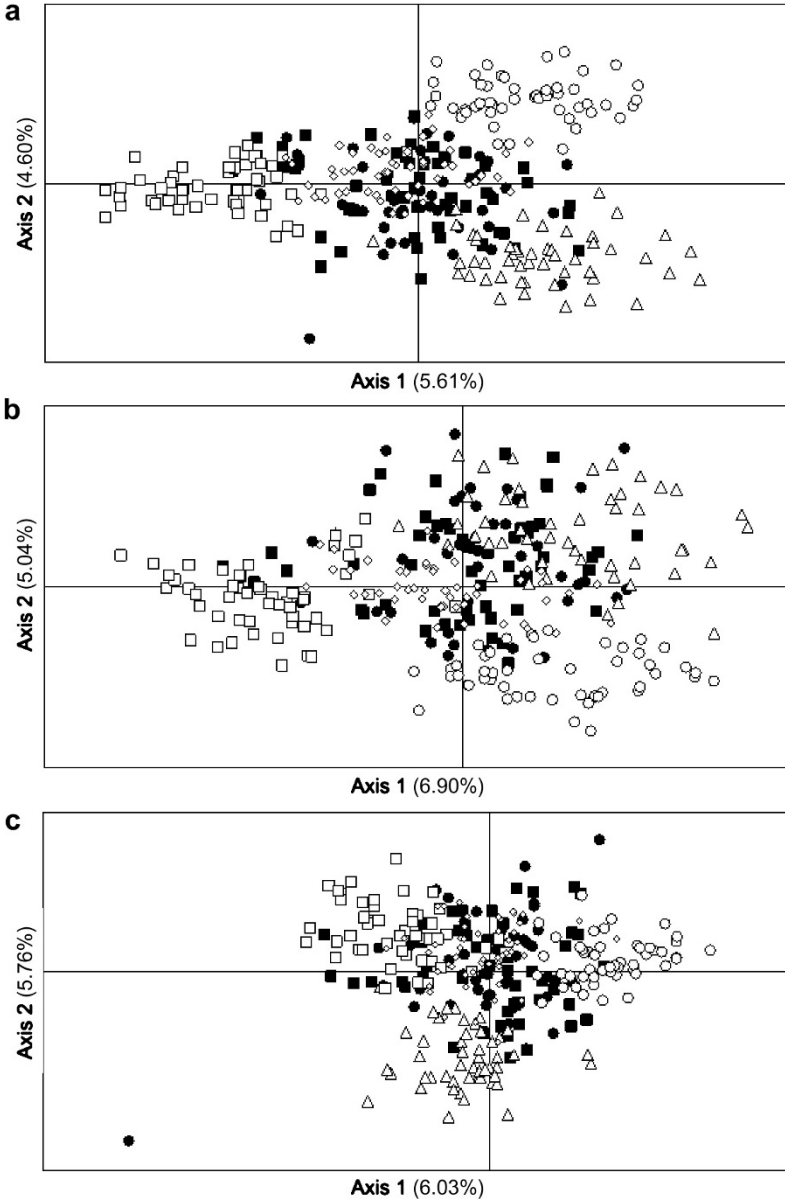 a
Axis 2 (4.60%)
Axis 1 (5.61%)
b
Axis 2 (5.04%)
Axis 1 (6.90%)
c
Axis 2 (5.76%)
Axis 1 (6.03%)